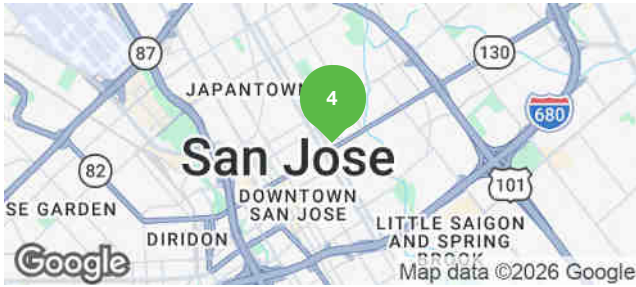 87
130
JAPANTOWN
4
680
San Jose
82
101
DOWNTOWN
SAN JOSE
SE GARDEN
LITTLE SAIGON
AND SPRING
BROOK
DIRIDON
Google
Map data ©2026 Google